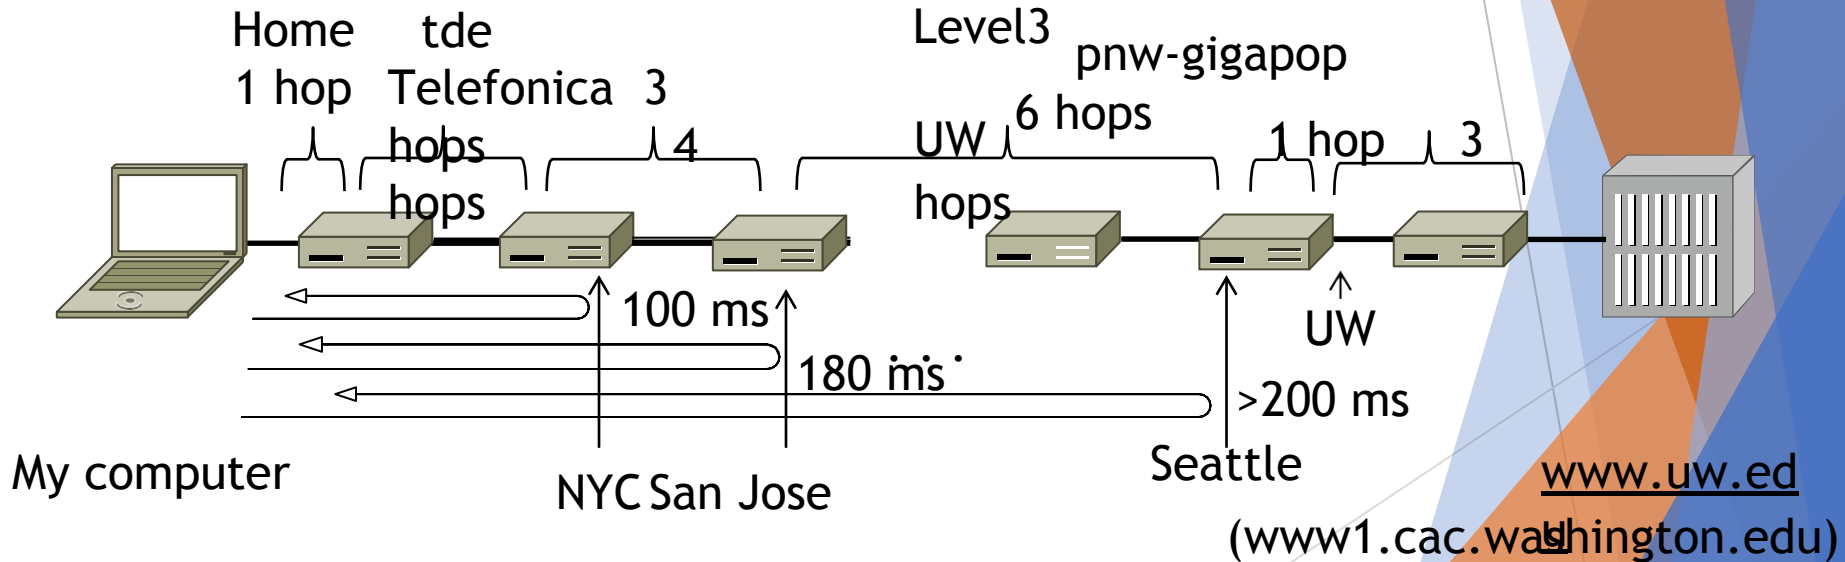 Home tde Level3
pnw-gigapop
1 hop Telefonica 3 6 hops
hops 4 UW 1 hop 3
hops hops
100 ms UW
180 ms . . .
>200 ms
My computer NYC San Jose Seattle www.uw.ed
u
(www1.cac.washington.edu)